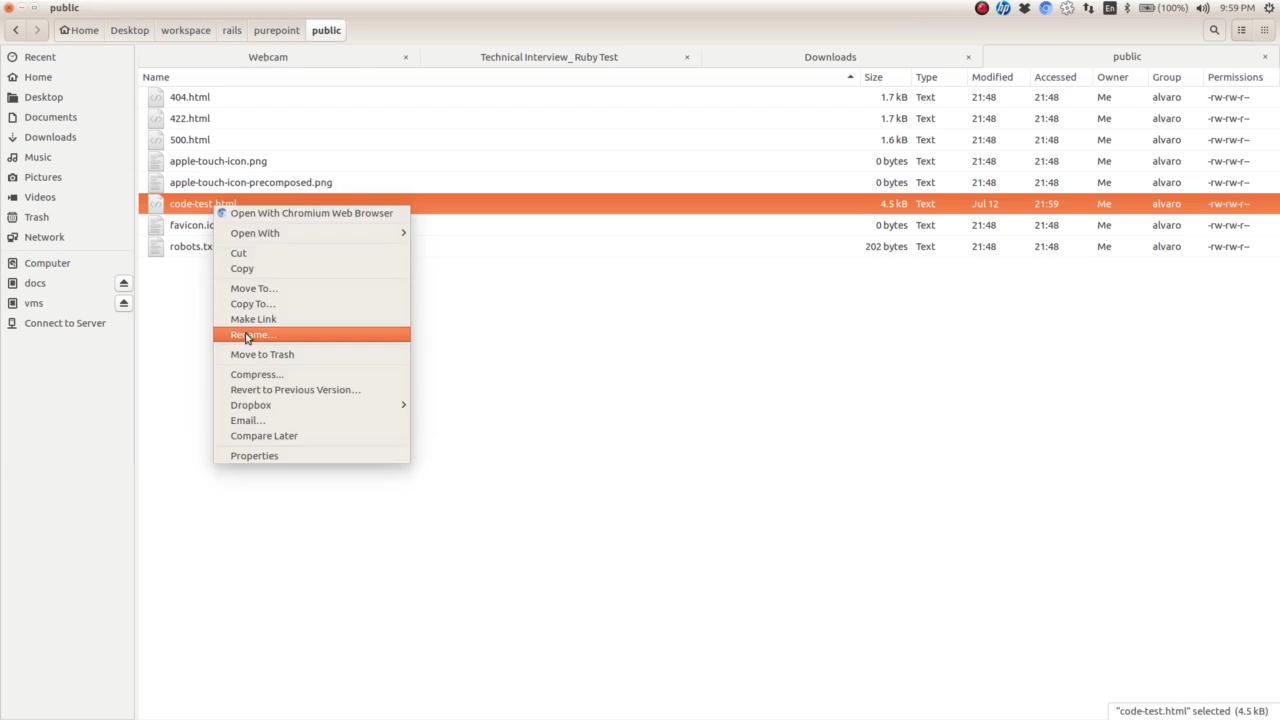 public
En
(100%)
9:59 PM
Home Desktop workspace rails purepoint public
Recent
Home
Desktop
Documents
Downloads
Music
Pictures
Videos
Trash
Network
Computer
docs
vms
Connect to Server
Webcam Technical Interview_ Ruby Test Downloads public
Name Size Type Modified Accessed Owner Group Permissions
404.html 1.7 kB Text 21:48 21:48 Me alvaro -rw-rw-r--
422.html 1.7 kB Text 21:48 21:48 Me alvaro -rw-rw-r--
500.html 1.6 kB Text 21:48 21:48 Me alvaro -rw-rw-r--
apple-touch-icon.png 0 bytes Text 21:48 21:48 Me alvaro -rw-rw-r--
apple-touch-icon-precomposed.png 0 bytes Text 21:48 21:48 Me alvaro -rw-rw-r--
code-test.html 4.5 kB Text Jul 12 21:59 Me alvaro -rw-rw-r--
favicon.ic 0 bytes Text 21:48 21:48 Me alvaro -rw-rw-r--
robots.tx 202 bytes Text 21:48 21:48 Me alvaro -rw-rw-r--
Open With Chromium Web Browser
Open With
Cut
Copy
Move To...
Copy To...
Make Link
Rename...
Move to Trash
Compress...
Revert to Previous Version...
Dropbox
Email...
Compare Later
Properties
"code-test.html" selected (4.5 kB)